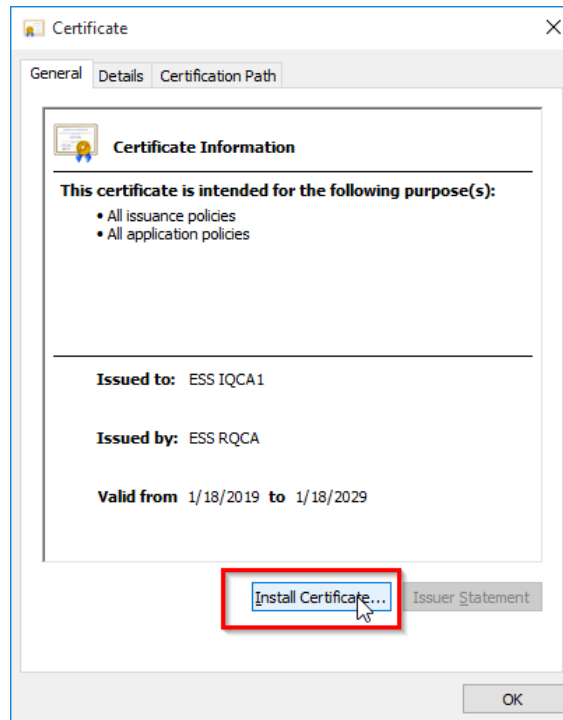 Certificate
General Details Certification Path
Certificate Information
This certificate is intended for the following purpose(s):
• All issuance policies
• All application policies
Issued to: ESS IQCA1
Issued by: ESS RQCA
Valid from 1/18/2019 to 1/18/2029
Install Certificate... Issuer Statement
OK